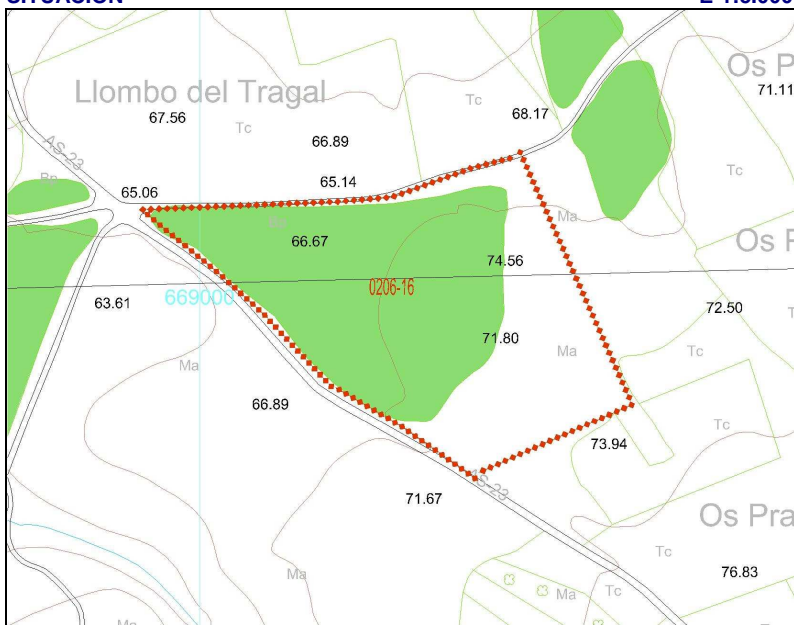 Os P
71.11
Llombo del Tragal
67.56
Tc
Tc
68.17
66.89
AS-23
65.14
Tc
65.06
Ma
66.67
Os P
74.56
0206-16
669000
63.61
72.50
71.80
Ma
Tc
Ma
66.89
Tc
Tc
73.94
AS-23
71.67
Os Pra
Tc
76.83
Ma
Ma
Tc